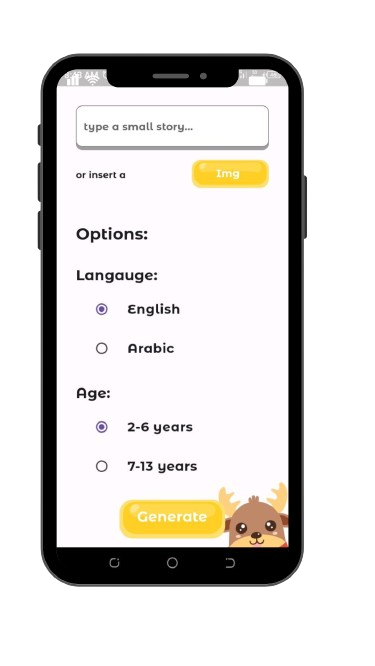 type a small story...
or insert a
Img
Options:
Langauge:
English
Arabic
Age:
2-6 years
7-13 years
Generate